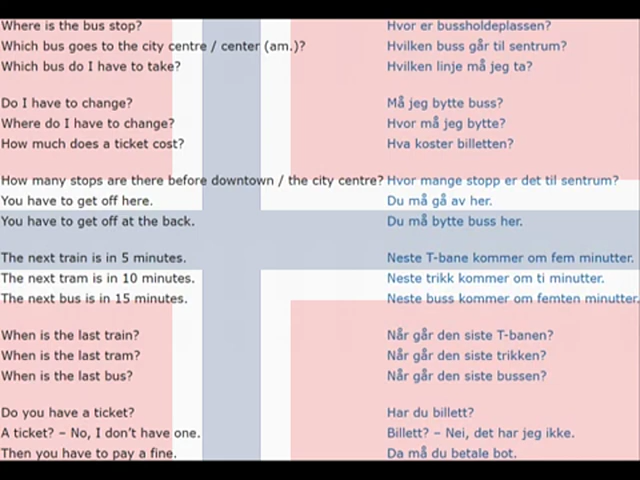 Where is the bus stop? Hvor er bussholdeplassen?
Which bus goes to the city centre / center (am.)? Hvilken buss går til sentrum?
Which bus do I have to take? Hvilken linje må jeg ta?
Do I have to change? Må jeg bytte buss?
Where do I have to change? Hvor må jeg bytte?
How much does a ticket cost? Hva koster billetten?
How many stops are there before downtown / the city centre? Hvor mange stopp er det til sentrum?
You have to get off here. Du må gå av her.
You have to get off at the back. Du må bytte buss her.
The next train is in 5 minutes. Neste T-bane kommer om fem minutter.
The next tram is in 10 minutes. Neste trikk kommer om ti minutter.
The next bus is in 15 minutes. Neste buss kommer om femten minutter.
When is the last train? Når går den siste T-banen?
When is the last tram? Når går den siste trikken?
When is the last bus? Når går den siste bussen?
Do you have a ticket? Har du billett?
A ticket? – No, I don’t have one. Billett? – Nei, det har jeg ikke.
Then you have to pay a fine. Da må du betale bot.